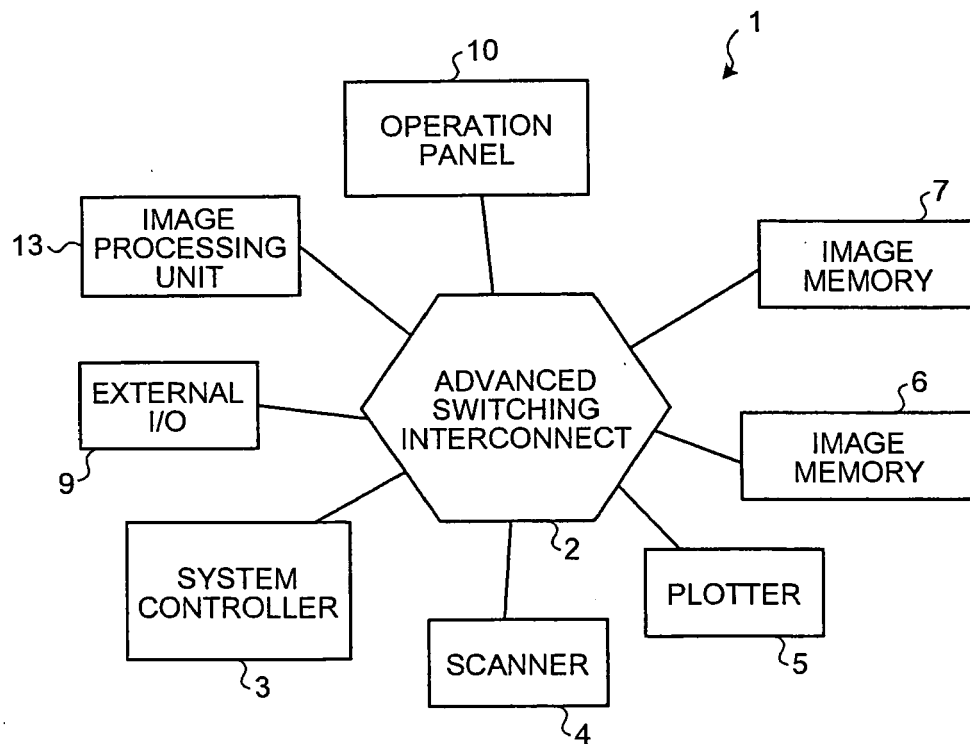 1
10
OPERATION
PANEL
7
IMAGE
MEMORY
13
IMAGE
PROCESSING
UNIT
ADVANCED
SWITCHING
INTERCONNECT
2
EXTERNAL
I/O
9
6
IMAGE
MEMORY
SYSTEM
CONTROLLER
3
SCANNER
4
PLOTTER
5